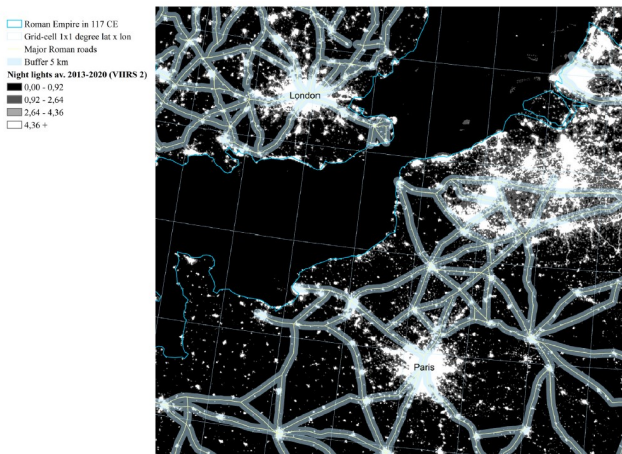 Roman Empire in 117 CE
Grid-cell 1x1 degree lat x lon
Major Roman roads
Buffer 5 km
Night lights av. 2013-2020 (VIIRS 2)
0,00 - 0,92
0,92 - 2,64
2,64 - 4,36
4,36 +
London
Paris